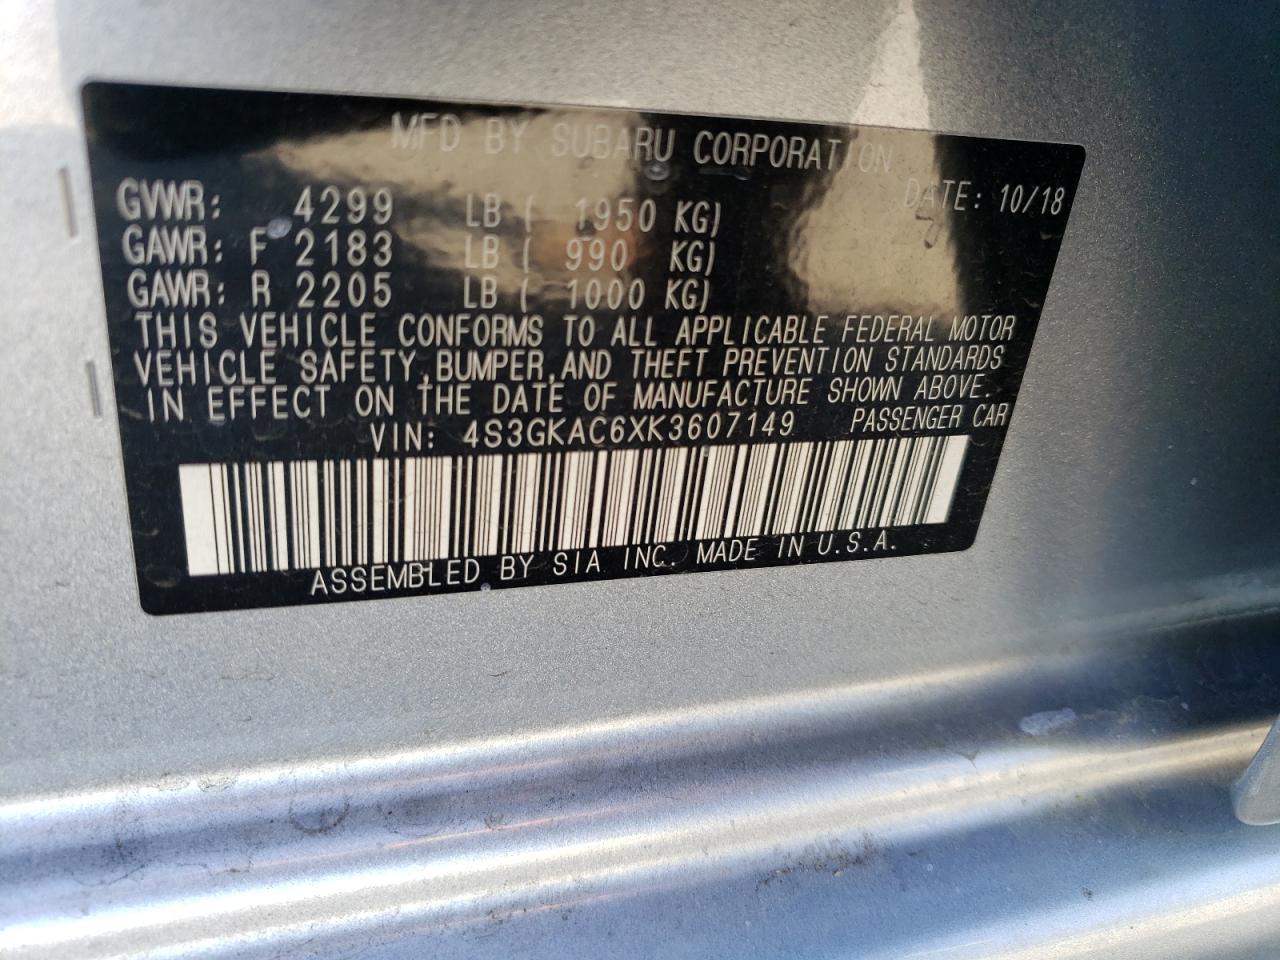 MFD BY SUBARU CORPORATION
DATE: 10/18
GVWR: 4299 LB ( 1950 KG)
GAWR: F 2183 LB ( 990 KG)
GAWR: R 2205 LB ( 1000 KG)
THIS VEHICLE CONFORMS TO ALL APPLICABLE FEDERAL MOTOR
VEHICLE SAFETY,BUMPER,AND THEFT PREVENTION STANDARDS
IN EFFECT ON THE DATE OF MANUFACTURE SHOWN ABOVE.
VIN: 4S3GKAC6XK3607149 PASSENGER CAR
ASSEMBLED BY SIA INC. MADE IN U.S.A.